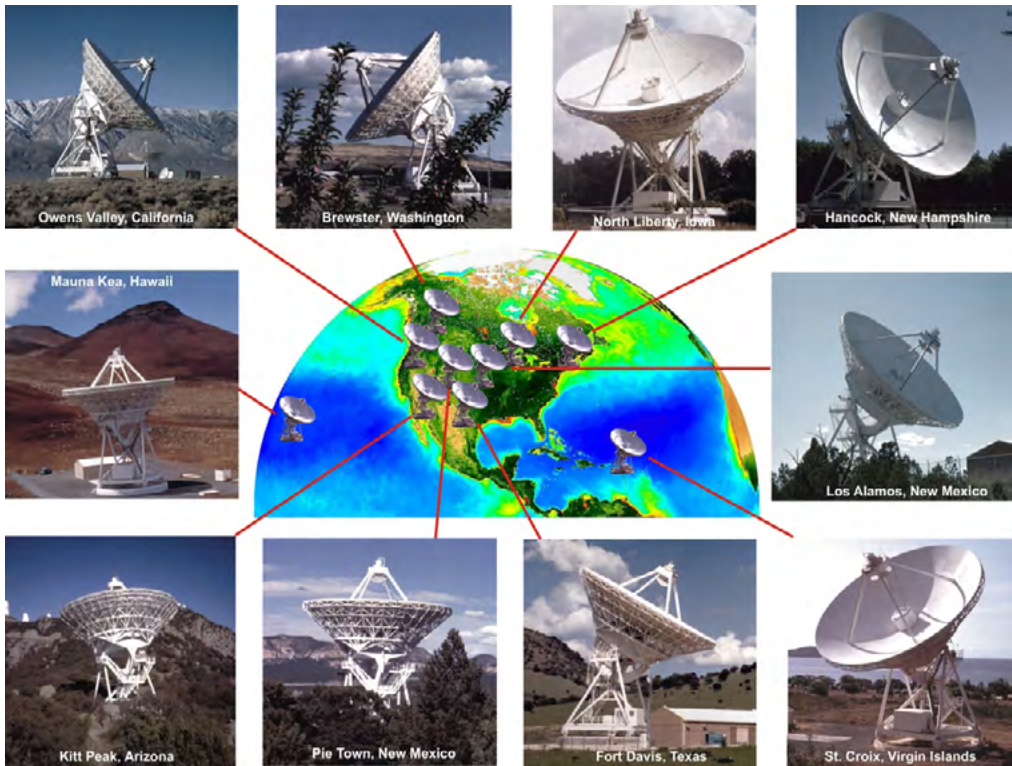 Owens Valley, California
Brewster, Washington
North Liberty, Iowa
Hancock, New Hampshire
Mauna Kea, Hawaii
Los Alamos, New Mexico
Kitt Peak, Arizona
Pie Town, New Mexico
Fort Davis, Texas
St. Croix, Virgin Islands